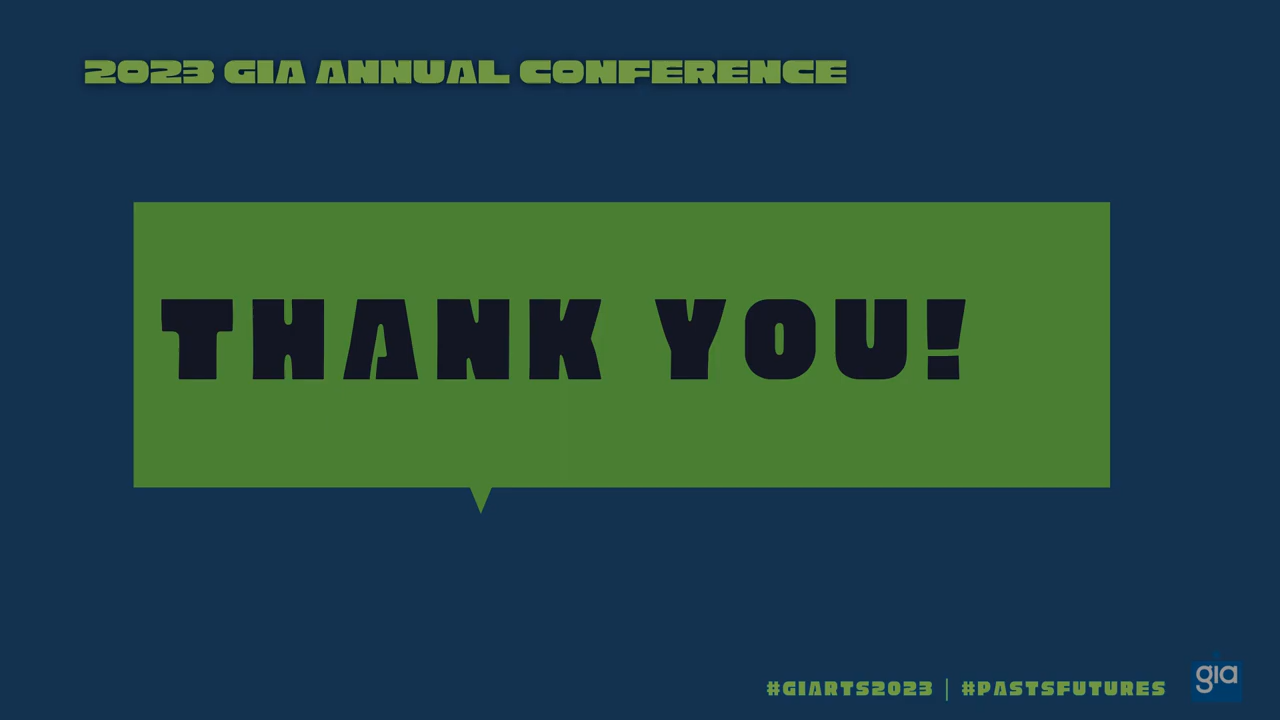 2023 GIA ANNUAL CONFERENCE
THANK YOU!
#GIARTS2023 | #PASTSFUTURES
gia